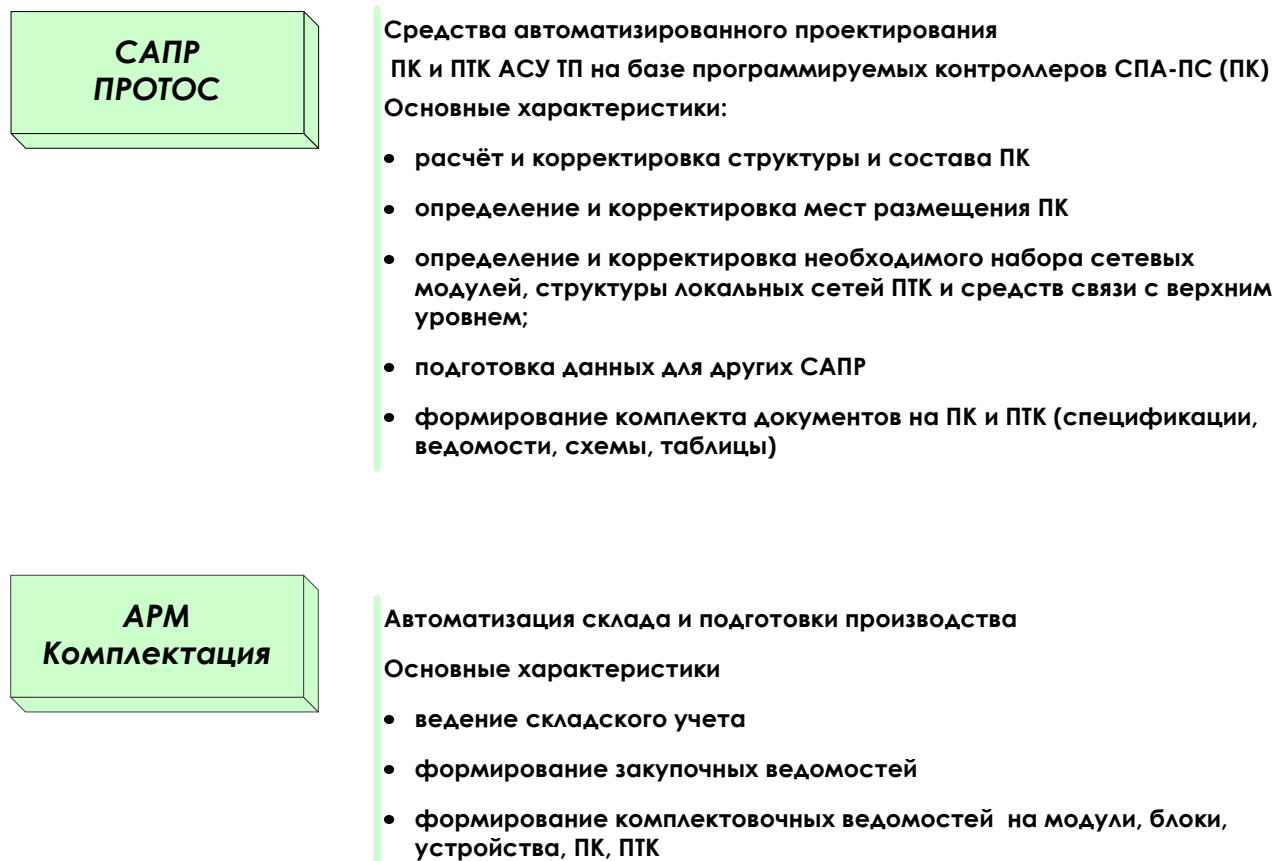 САПР
ПРОТОС
Средства автоматизированного проектирования
ПК и ПТК АСУ ТП на базе программируемых контроллеров СПА-ПС (ПК)
Основные характеристики:
• расчёт и корректировка структуры и состава ПК
• определение и корректировка мест размещения ПК
• определение и корректировка необходимого набора сетевых
модулей, структуры локальных сетей ПТК и средств связи с верхним
уровнем;
• подготовка данных для других САПР
• формирование комплекта документов на ПК и ПТК (спецификации,
ведомости, схемы, таблицы)
АРМ
Комплектация
Автоматизация склада и подготовки производства
Основные характеристики
• ведение складского учета
• формирование закупочных ведомостей
• формирование комплектовочных ведомостей на модули, блоки,
устройства, ПК, ПТК